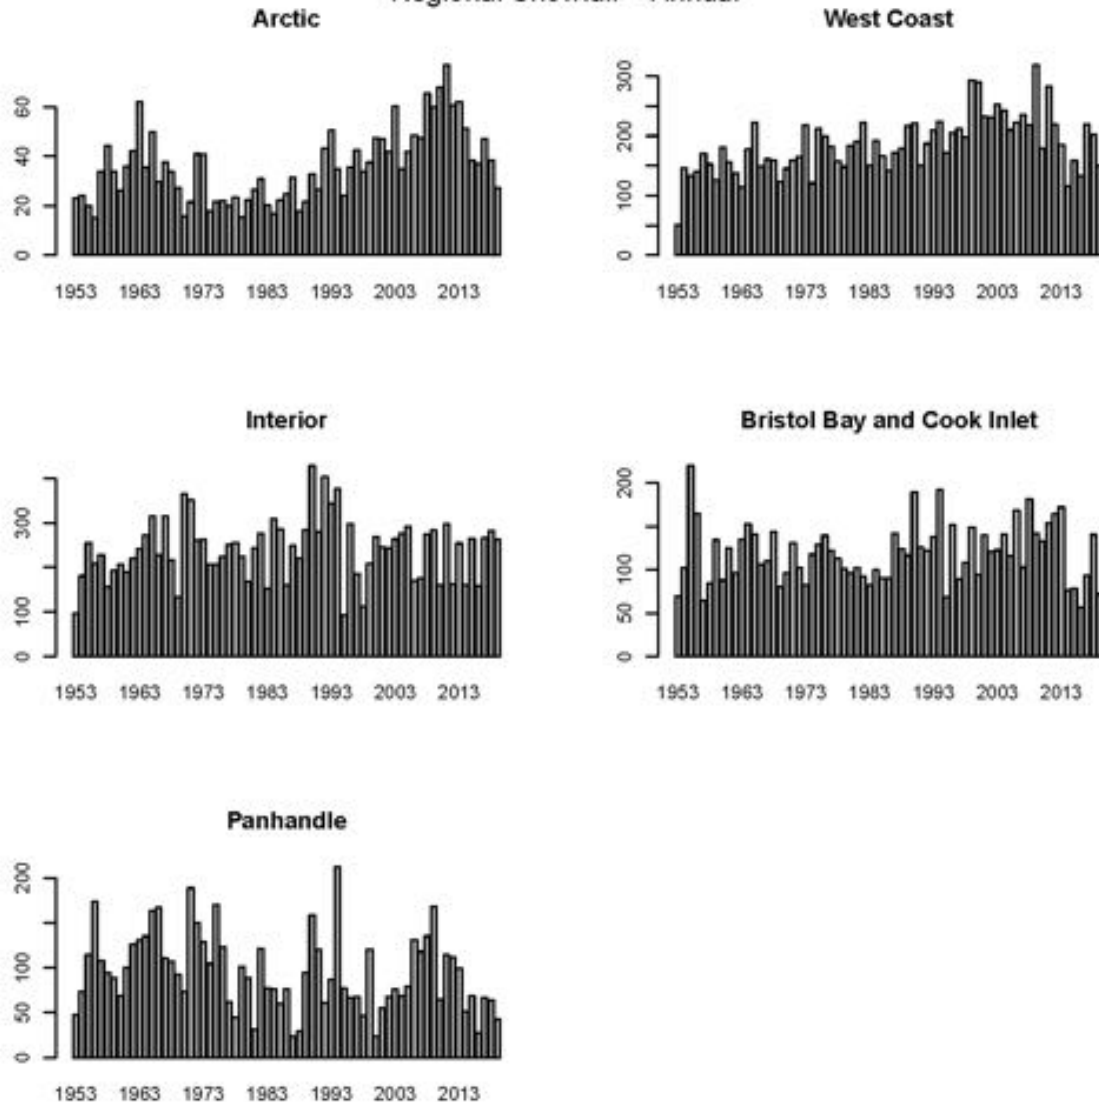 Regional Snowfall - Annual
Arctic
0 20 40 60
1953 1963 1973 1983 1993 2003 2013
West Coast
0 100 200 300
1953 1963 1973 1983 1993 2003 2013
Interior
0 100 300
1953 1963 1973 1983 1993 2003 2013
Bristol Bay and Cook Inlet
0 50 100 200
1953 1963 1973 1983 1993 2003 2013
Panhandle
0 50 100 200
1953 1963 1973 1983 1993 2003 2013